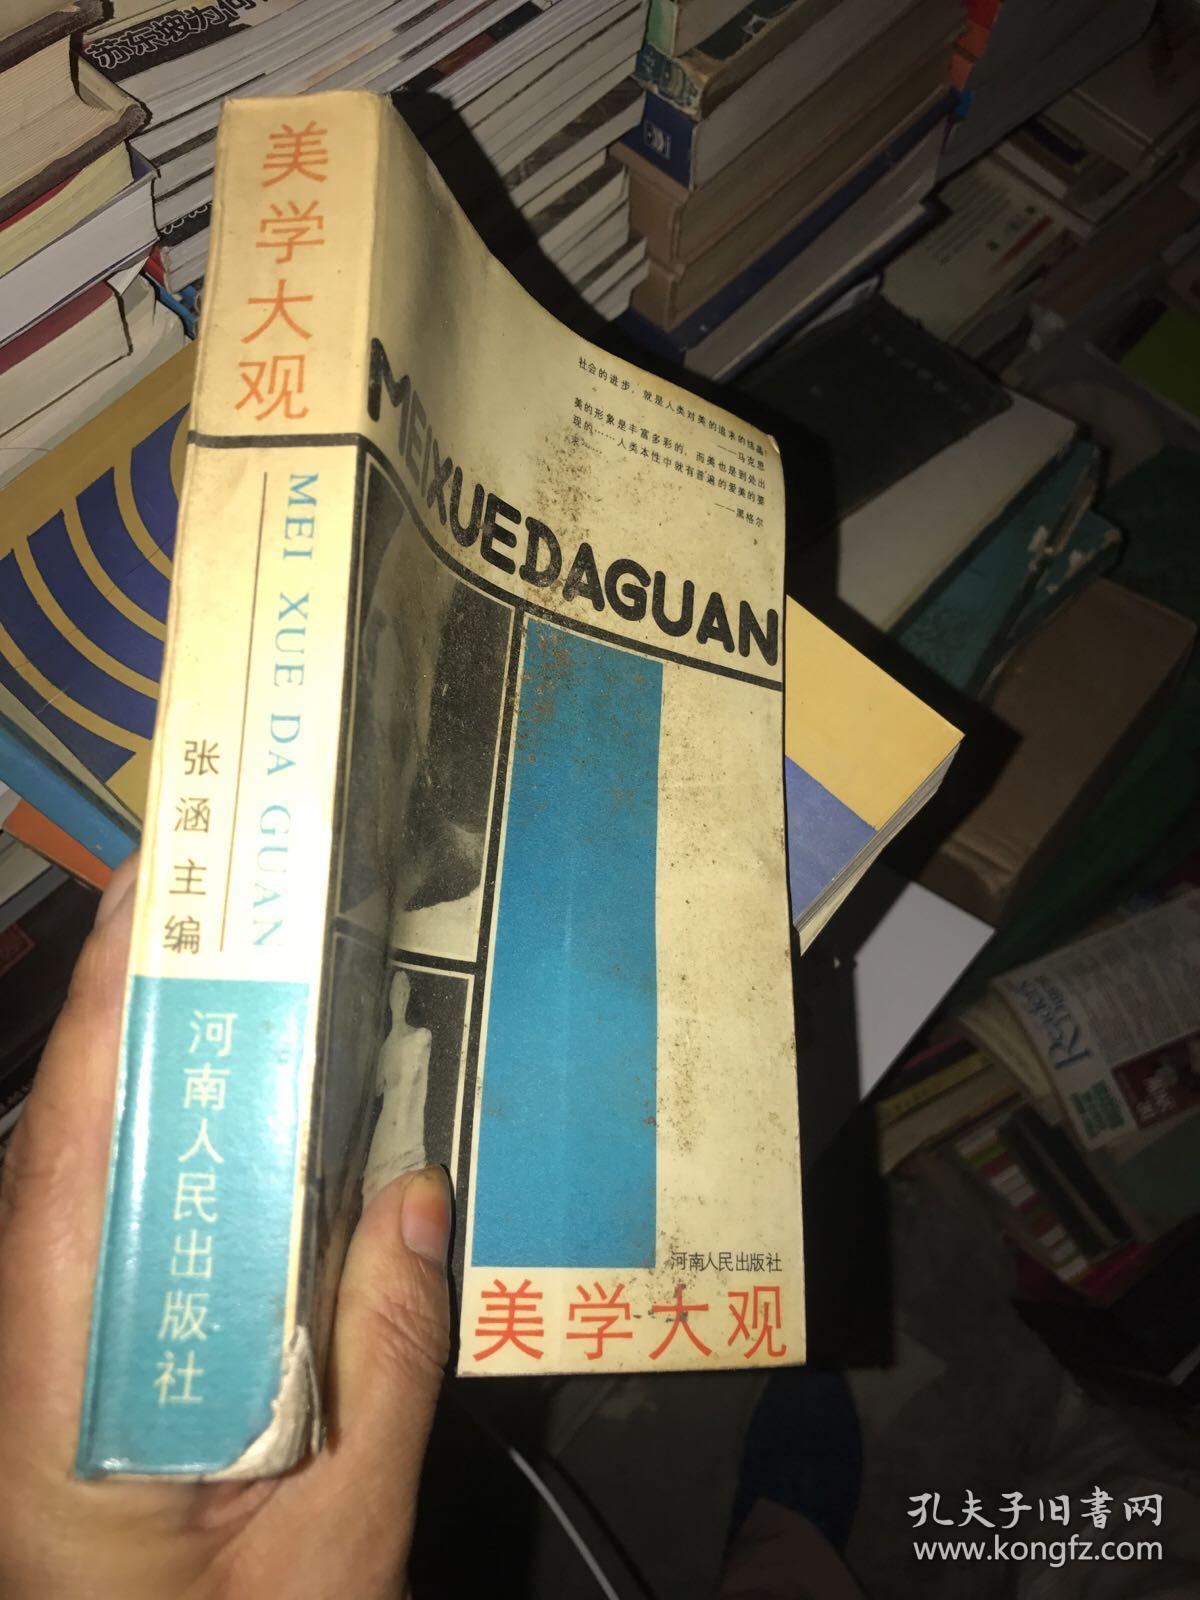 苏东坡为何
美学大观
MEI XUE DA GUAN
张涵主编
河南人民出版社
社会的进步，就是人类对美的追求的结晶！
——马克思
美的形象是丰富多彩的，而美也是到处出
现的……人类本性中就有普遍的爱美的要
求……
——黑格尔
MEIXUEDAGUAN
河南人民出版社
美学大观
Reader's
孔夫子旧書网
www.kongfz.com